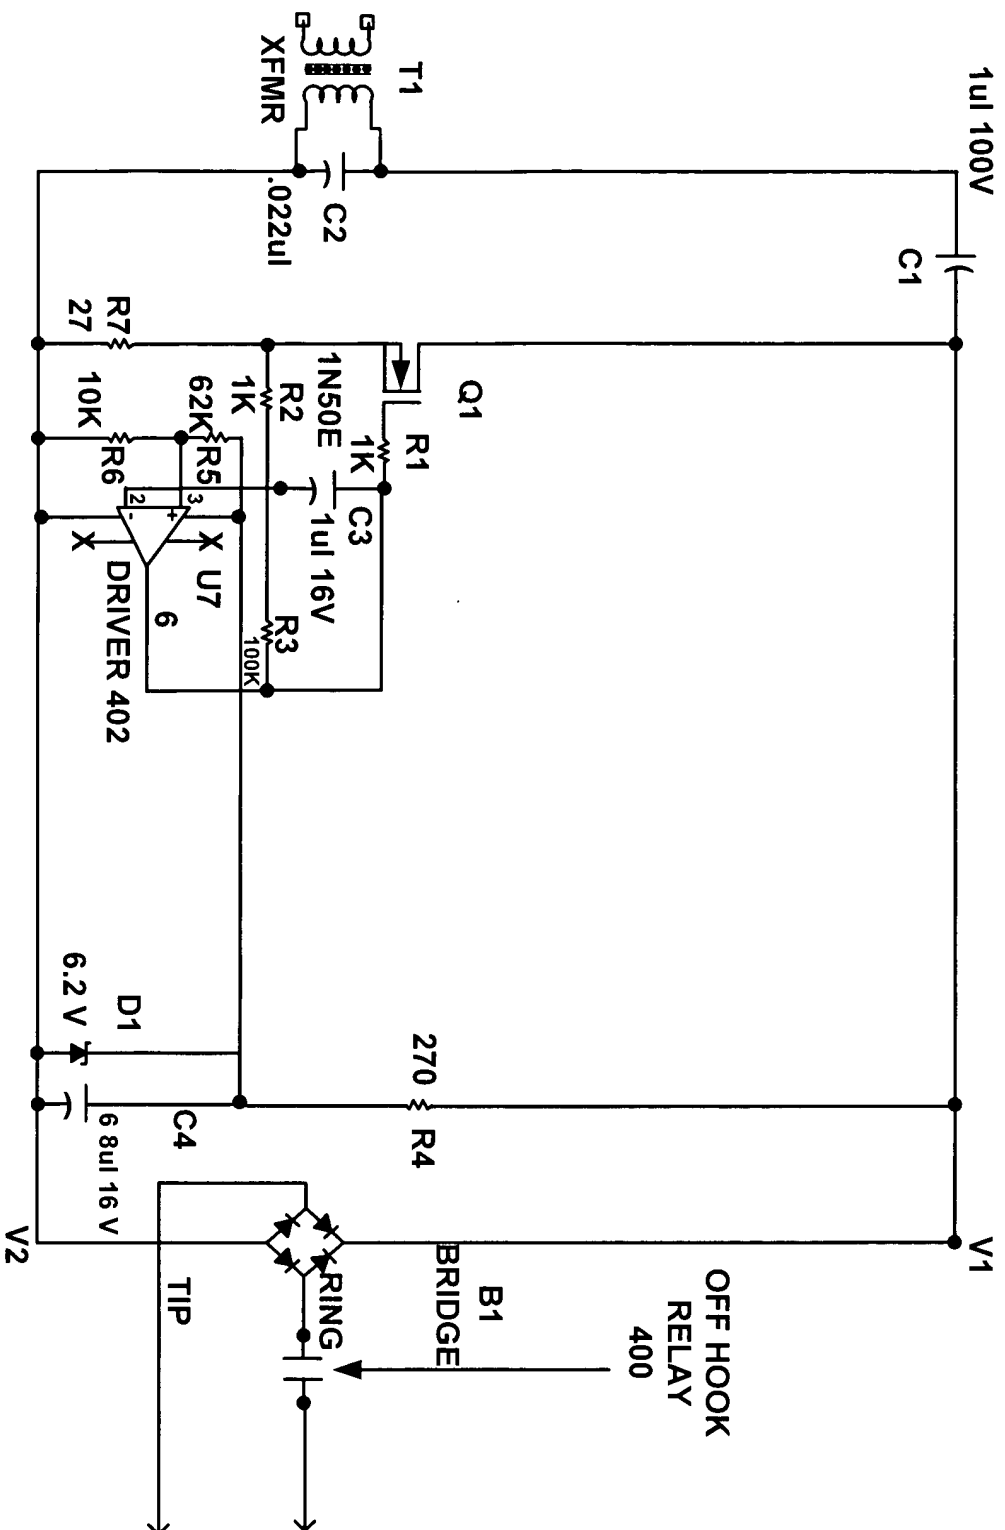 1ul 100V
C1
T1
XFMR
C2
.022ul
R7
27
R2
1K
1N50E
Q1
R1
1K
C3
1ul 16V
62K
R5
10K
R6
2
3
-
+
X
X
U7
DRIVER 402
6
R3
100K
D1
6.2 V
C4
6 8ul 16 V
270
R4
V1
V2
B1
BRIDGE
RING
TIP
OFF HOOK
RELAY
400